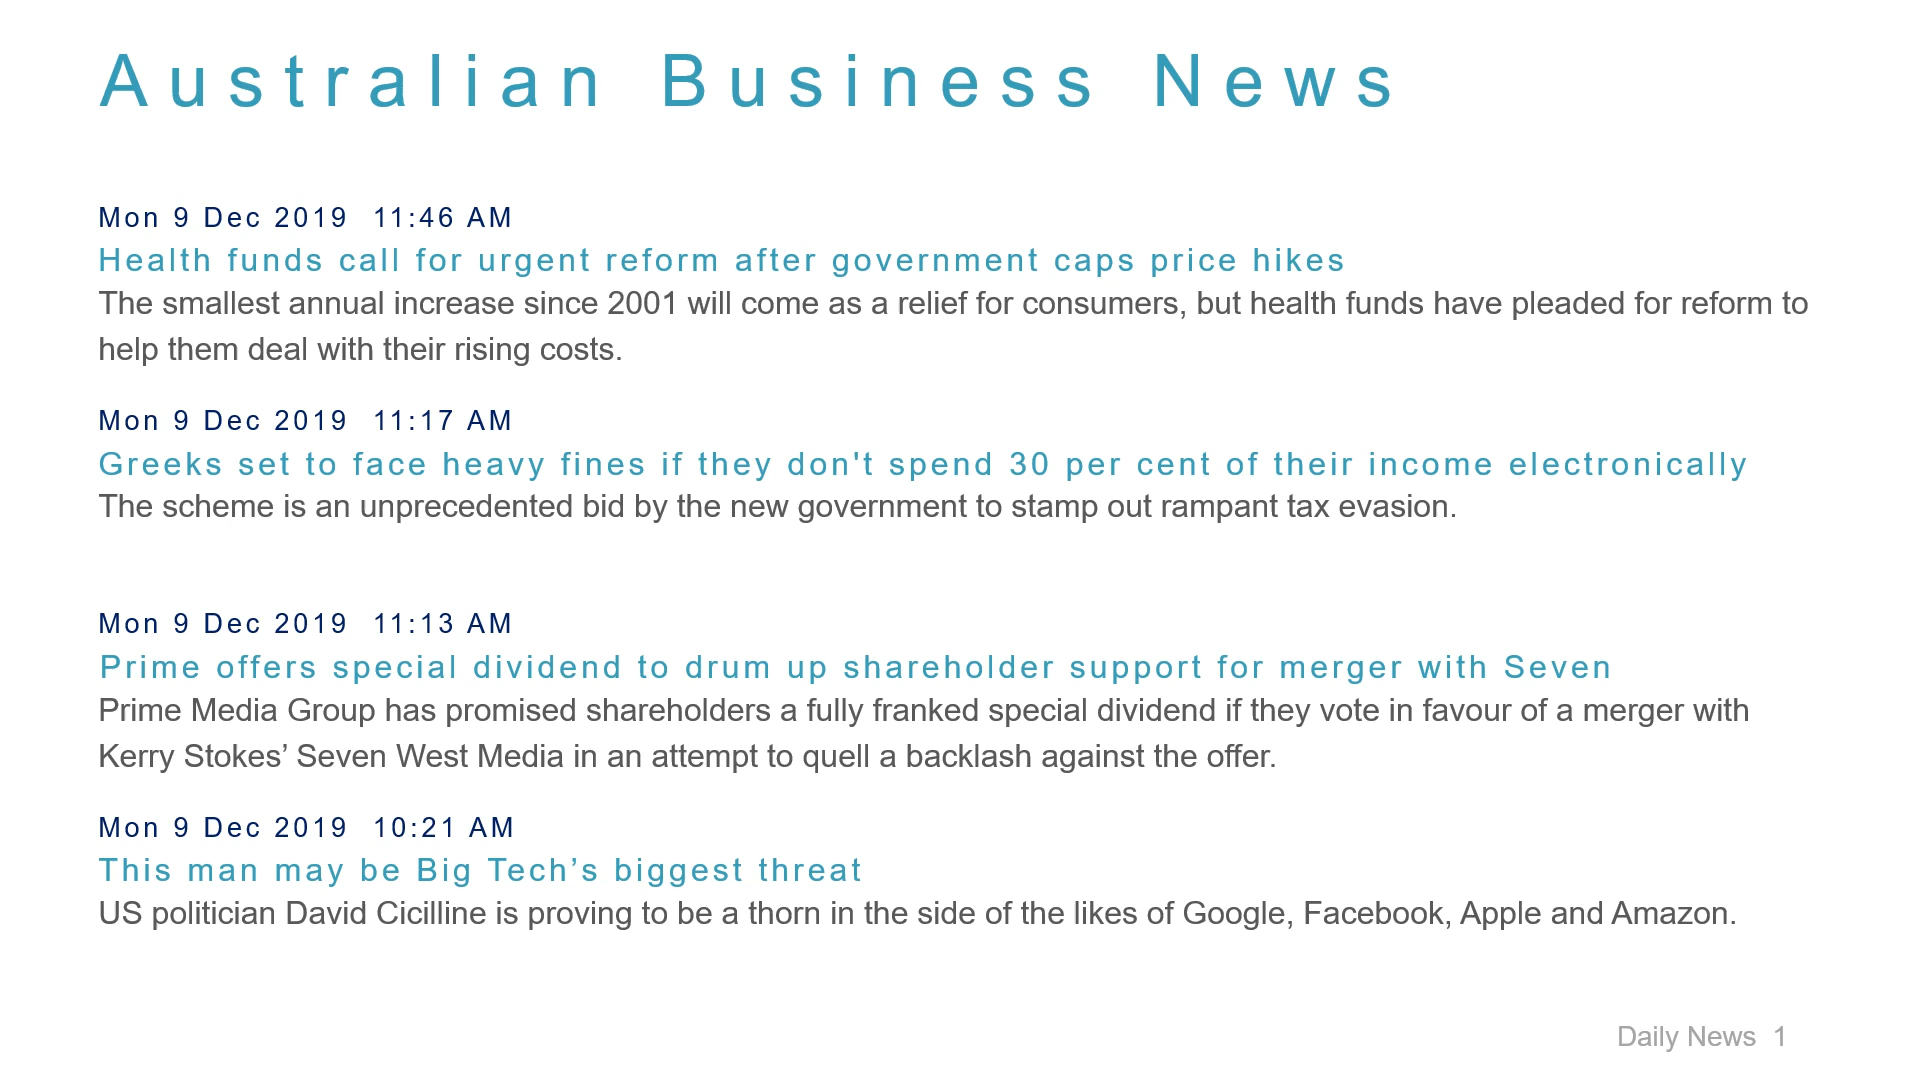 Australian Business News
Mon 9 Dec 2019  11:46 AM
Health funds call for urgent reform after government caps price hikes
The smallest annual increase since 2001 will come as a relief for consumers, but health funds have pleaded for reform to
help them deal with their rising costs.
Mon 9 Dec 2019  11:17 AM
Greeks set to face heavy fines if they don't spend 30 per cent of their income electronically
The scheme is an unprecedented bid by the new government to stamp out rampant tax evasion.
Mon 9 Dec 2019  11:13 AM
Prime offers special dividend to drum up shareholder support for merger with Seven
Prime Media Group has promised shareholders a fully franked special dividend if they vote in favour of a merger with
Kerry Stokes’ Seven West Media in an attempt to quell a backlash against the offer.
Mon 9 Dec 2019  10:21 AM
This man may be Big Tech’s biggest threat
US politician David Cicilline is proving to be a thorn in the side of the likes of Google, Facebook, Apple and Amazon.
Daily News  1